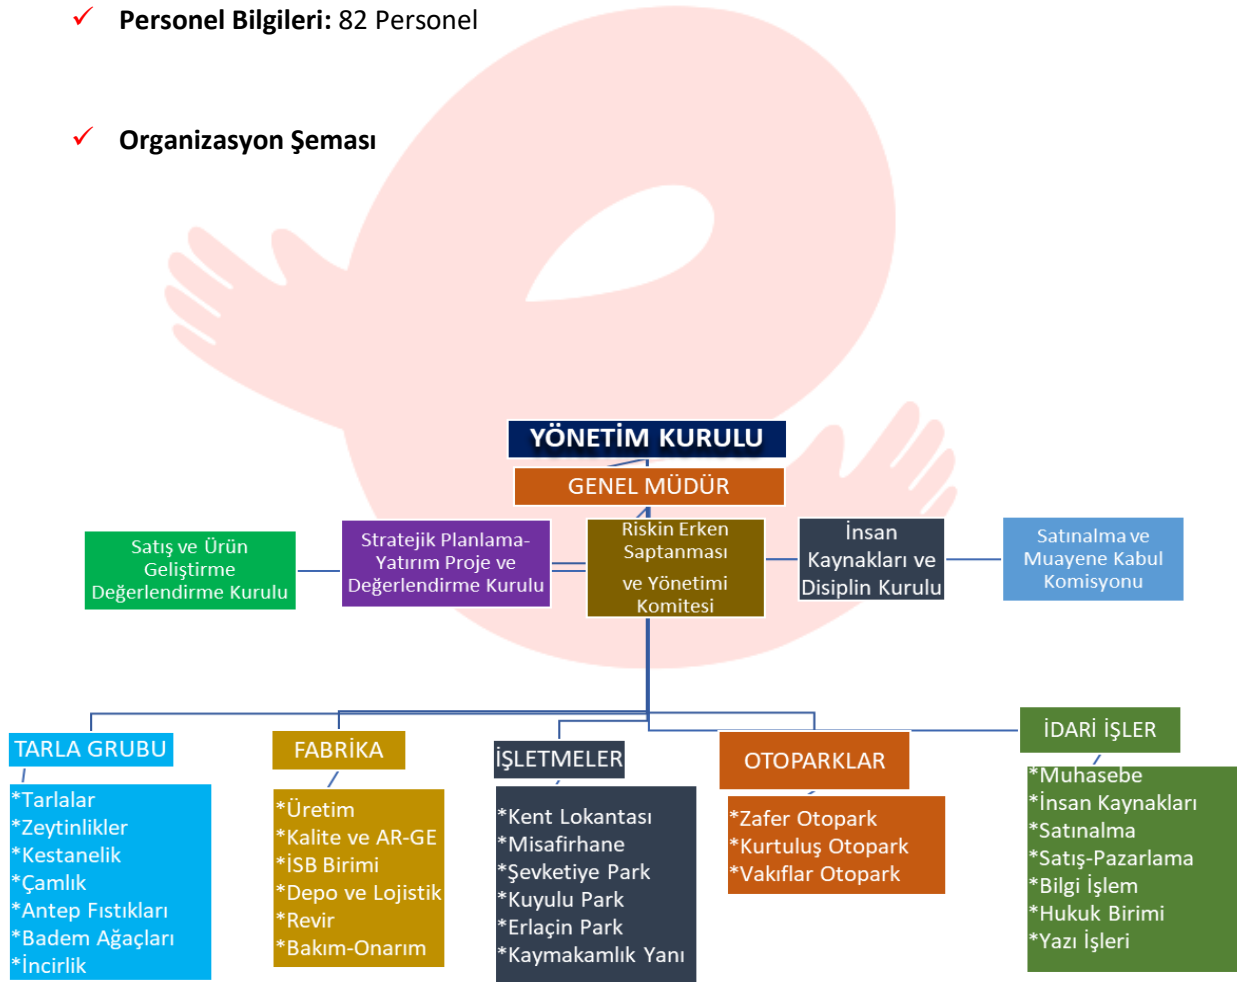 ✓ Personel Bilgileri: 82 Personel
✓ Organizasyon Şeması
YÖNETİM KURULU
GENEL MÜDÜR
Satış ve Ürün
Geliştirme
Değerlendirme Kurulu
Stratejik Planlama-
Yatırım Proje ve
Değerlendirme Kurulu
Riskin Erken
Saptanması
ve Yönetimi
Komitesi
İnsan
Kaynakları ve
Disiplin Kurulu
Satınalma ve
Muayene Kabul
Komisyonu
TARLA GRUBU
*Tarlalar
*Zeytinlikler
*Kestanelik
*Çamlık
*Antep Fıstıkları
*Badem Ağaçları
*İncirlik
FABRİKA
*Üretim
*Kalite ve AR-GE
*İSB Birimi
*Depo ve Lojistik
*Revir
*Bakım-Onarım
İŞLETMELER
*Kent Lokantası
*Misafirhane
*Şevketiye Park
*Kuyulu Park
*Erlaçin Park
*Kaymakamlık Yanı
OTOPARKLAR
*Zafer Otopark
*Kurtuluş Otopark
*Vakıflar Otopark
İDARİ İŞLER
*Muhasebe
*İnsan Kaynakları
*Satınalma
*Satış-Pazarlama
*Bilgi İşlem
*Hukuk Birimi
*Yazı İşleri